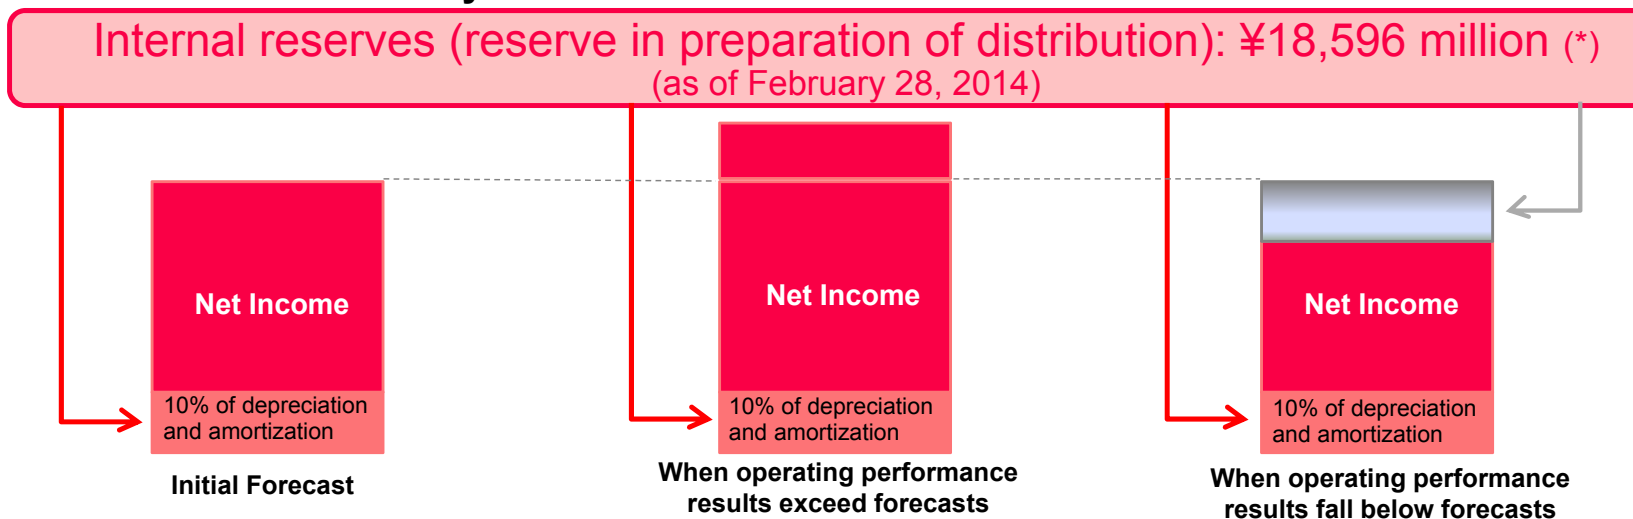 Internal reserves (reserve in preparation of distribution): ¥18,596 million (*)
(as of February 28, 2014)
Net Income
10% of depreciation
and amortization
Initial Forecast
Net Income
10% of depreciation
and amortization
When operating performance
results exceed forecasts
Net Income
10% of depreciation
and amortization
When operating performance
results fall below forecasts